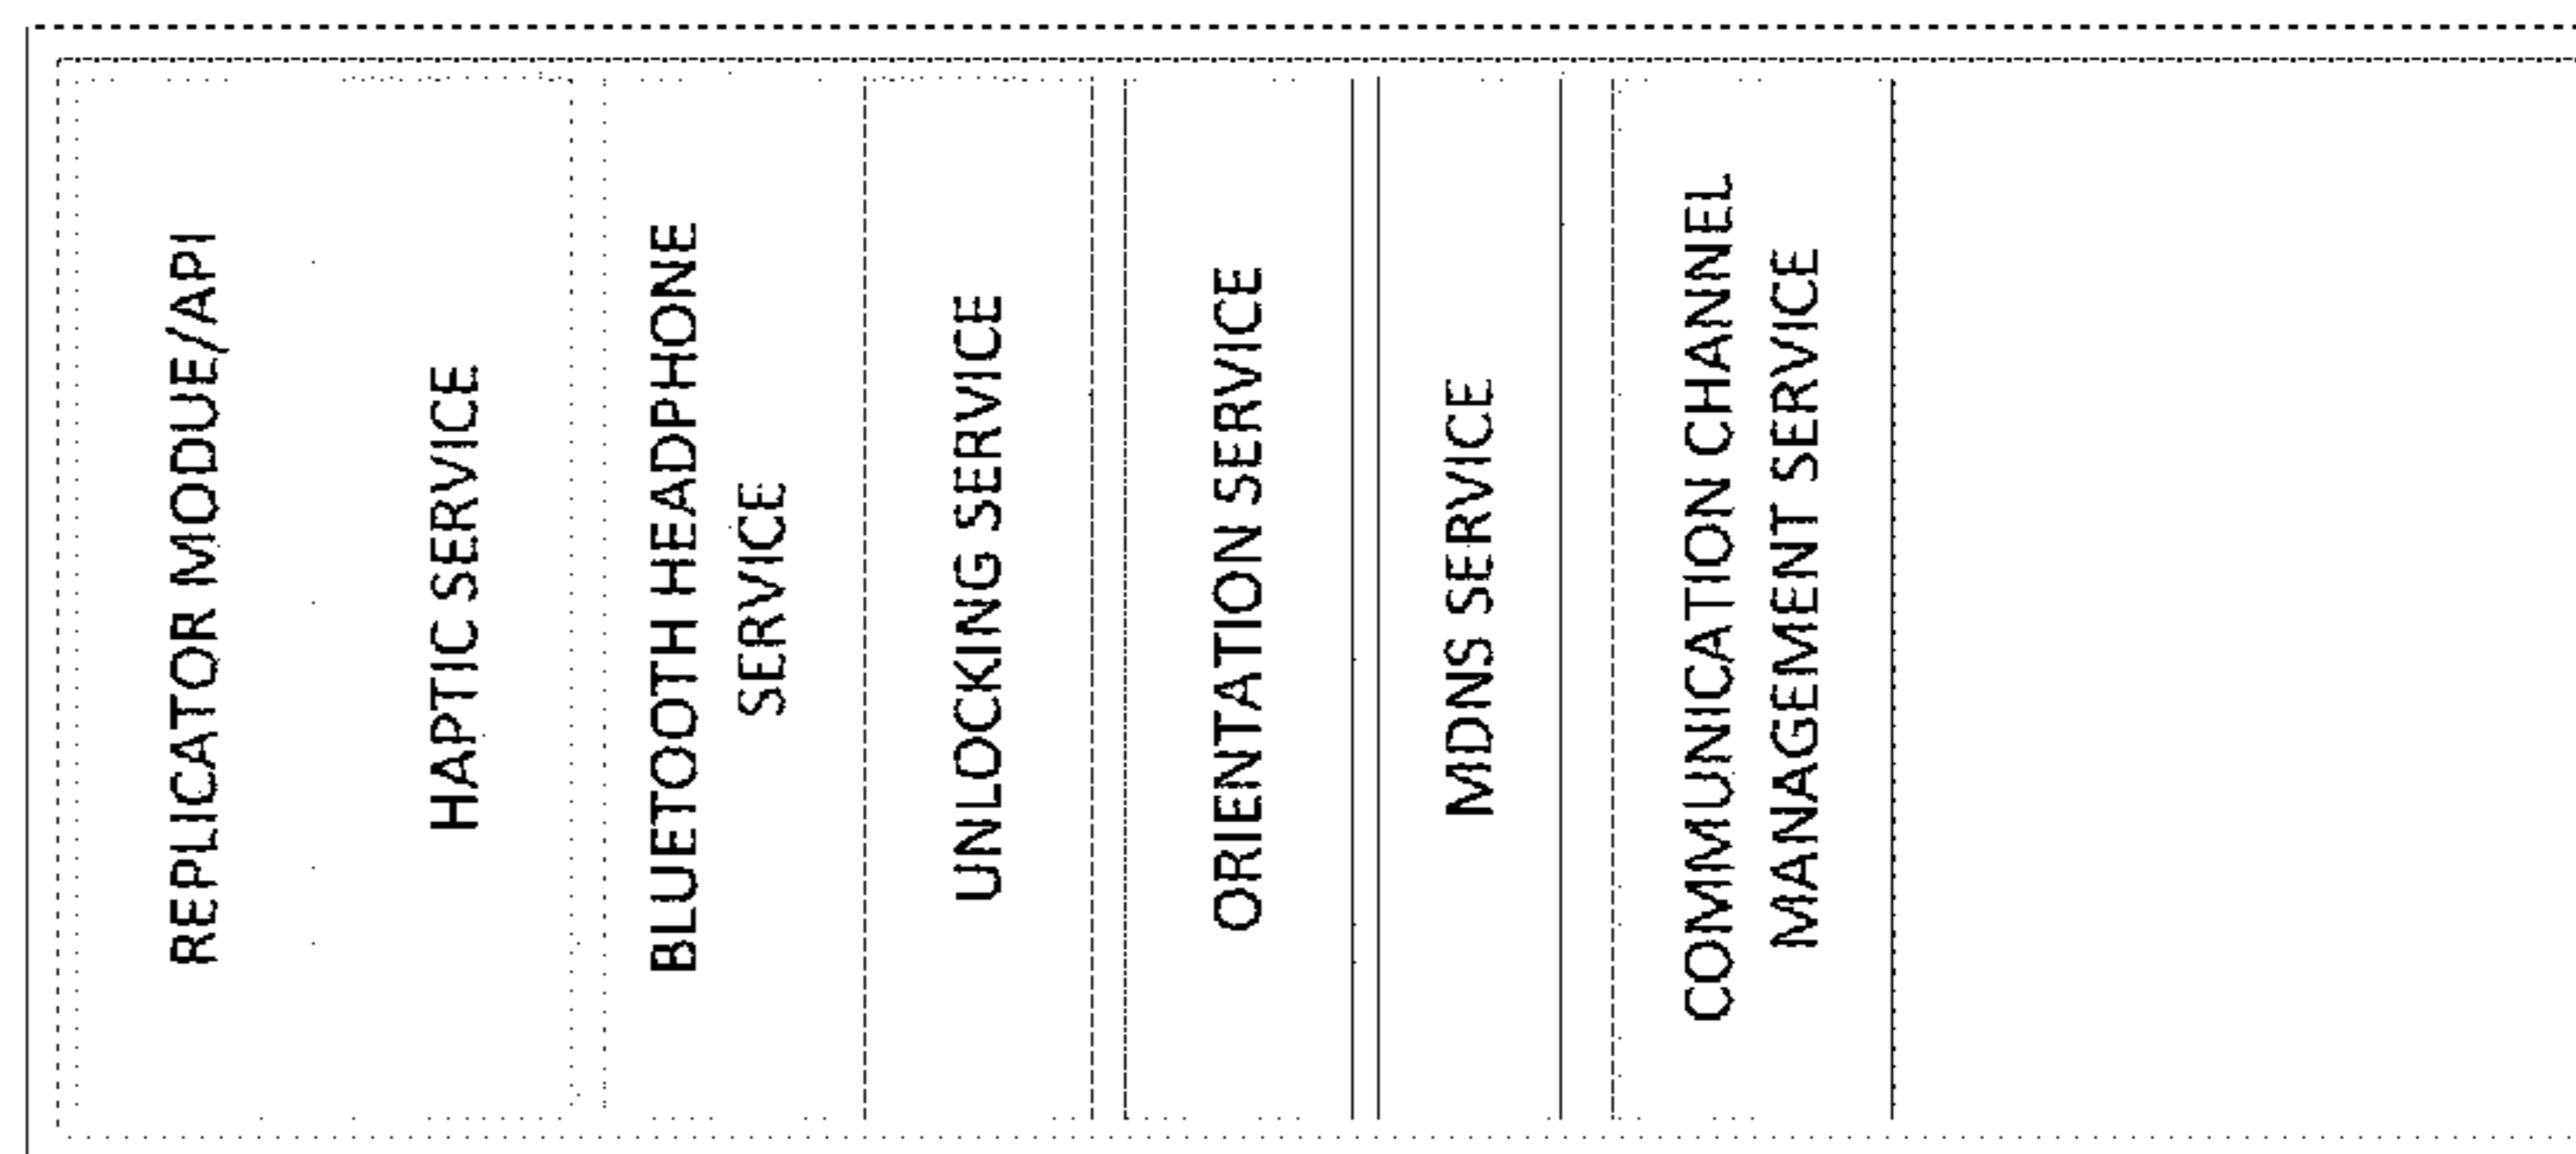 REPLICATOR MODUE/API
HAPTIC SERVICE
BLUETOOTH HEADPHONE
SERVICE
UNLOCKING SERVICE
ORIENTATION SERVICE
MDNS SERVICE
COMMUNICATION CHANNEL
MANAGEMENT SERVICE